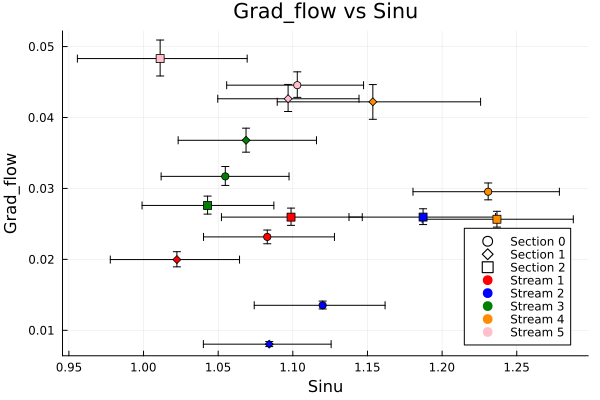 Grad_flow vs Sinu
Grad_flow
0.05
0.04
0.03
0.02
0.01
0.95
1.00
1.05
1.10
1.15
1.20
1.25
Sinu
Section 0
Section 1
Section 2
Stream 1
Stream 2
Stream 3
Stream 4
Stream 5